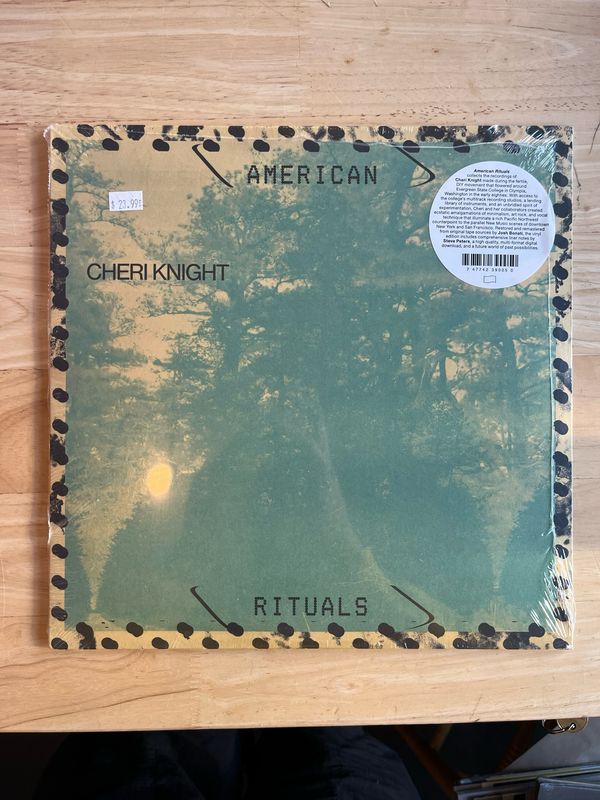 AMERICAN
$ 23.99
CHERI KNIGHT
American Rituals
collects the recordings of
Cheri Knight made during the fertile,
DIY movement that flowered around
Evergreen State College in Olympia,
Washington in the early eighties. With access to
the college's multitrack recording studios, a lending
library of instruments, and an unbridled spirit of
experimentation, Cheri and her collaborators created
ecstatic amalgamations of minimalism, art rock, and vocal
technique that illuminate a rich Pacific Northwest
counterpoint to the parallel New Music scenes of downtown
New York and San Francisco. Restored and remastered
from original tape sources by Josh Bonati, the vinyl
edition includes comprehensive liner notes by
Steve Peters, a high quality, multi-format digital
download, and a future world of past possibilities.
7 47742 39005 0
RITUALS